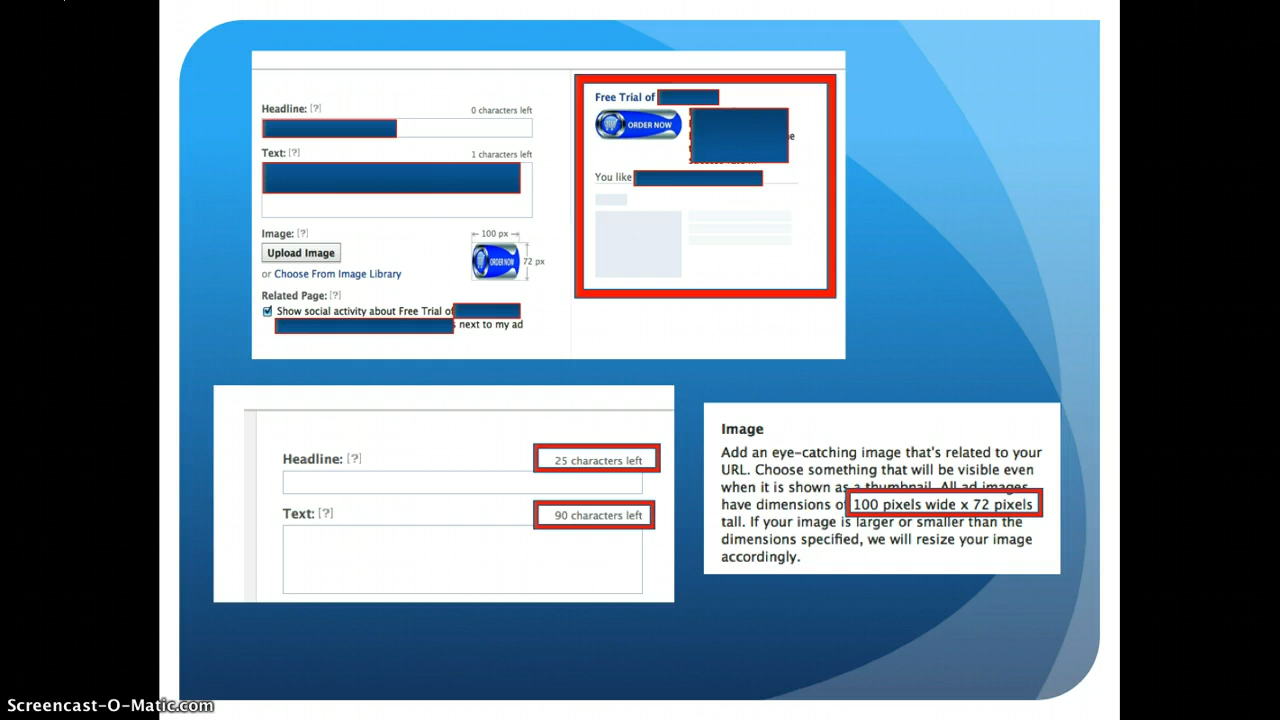 Headline: [?]
0 characters left
Text: [?]
1 characters left
Image: [?]
Upload Image
or Choose From Image Library
← 100 px →
ORDER NOW
72 px
Related Page: [?]
Show social activity about Free Trial of
next to my ad
Free Trial of
ORDER NOW
You like
Headline: [?]
25 characters left
Text: [?]
90 characters left
Image
Add an eye-catching image that's related to your
URL. Choose something that will be visible even
when it is shown as a thumbnail. All ad images
have dimensions of 100 pixels wide x 72 pixels
tall. If your image is larger or smaller than the
dimensions specified, we will resize your image
accordingly.
Screencast-O-Matic.com